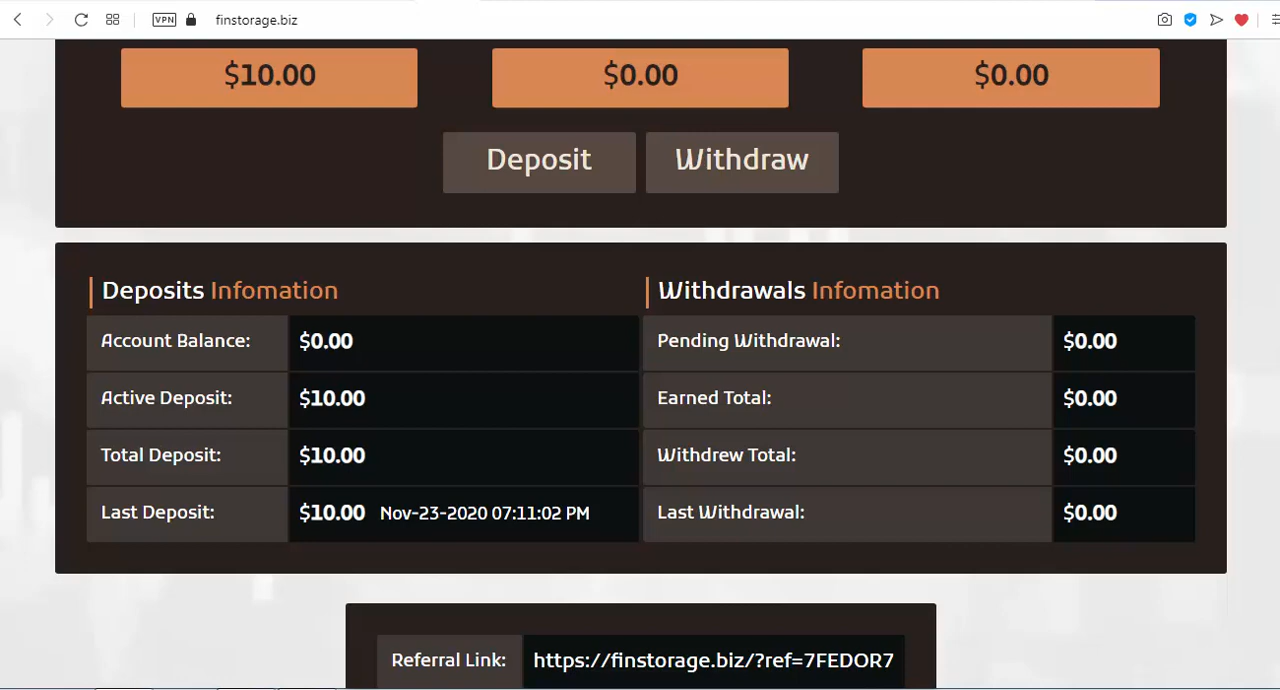 VPN finstorage.biz
$10.00 $0.00 $0.00
Deposit Withdraw
Deposits Infomation
Account Balance: $0.00
Active Deposit: $10.00
Total Deposit: $10.00
Last Deposit: $10.00 Nov-23-2020 07:11:02 PM
Withdrawals Infomation
Pending Withdrawal: $0.00
Earned Total: $0.00
Withdrew Total: $0.00
Last Withdrawal: $0.00
Referral Link: https://finstorage.biz/?ref=7FEDOR7